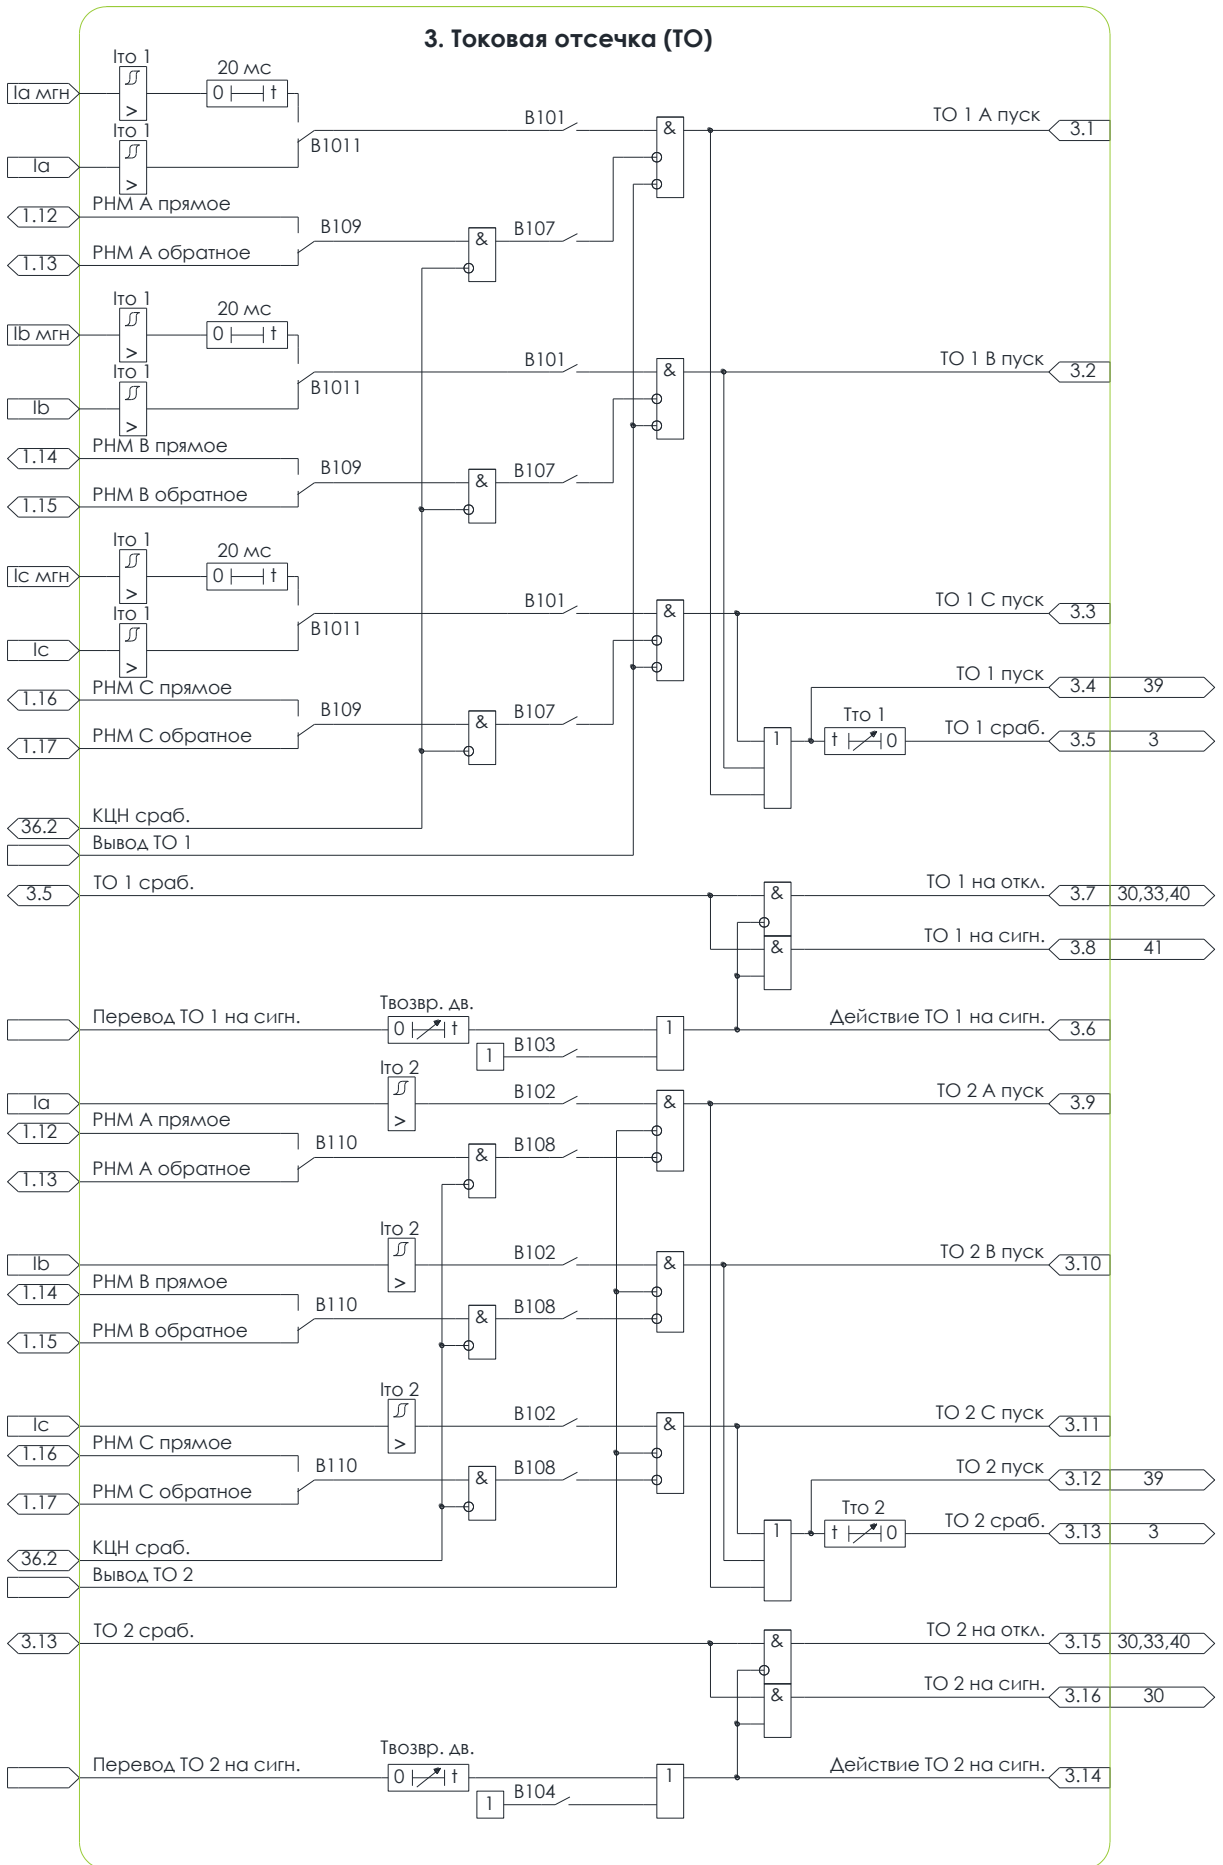 3. Токовая отсечка (ТО)
Iто 1
20 мс
Ia мгн
0 t
>
Iто 1
B101
ТО 1 А пуск
&
3.1
B1011
Ia
>
РНМ А прямое
1.12
B109
B107
&
РНМ А обратное
1.13
Iто 1
20 мс
Ib мгн
0 t
>
Iто 1
B101
ТО 1 В пуск
&
3.2
B1011
Ib
>
РНМ В прямое
1.14
B109
B107
&
РНМ В обратное
1.15
Iто 1
20 мс
Ic мгн
0 t
>
Iто 1
B101
ТО 1 С пуск
&
3.3
B1011
Ic
>
РНМ С прямое
1.16
ТО 1 пуск
3.4 39
B109
B107
&
Tто 1
РНМ С обратное
1.17
1
t 0
ТО 1 сраб.
3.5 3
КЦН сраб.
36.2
Вывод ТО 1
ТО 1 сраб.
3.5
&
ТО 1 на откл.
3.7 30,33,40
&
ТО 1 на сигн.
3.8 41
Перевод ТО 1 на сигн.
Tвозвр. дв.
0 t
1
Действие ТО 1 на сигн.
3.6
1 B103
Iто 2
Ia
>
B102
&
ТО 2 А пуск
3.9
РНМ А прямое
1.12
B110
B108
&
РНМ А обратное
1.13
Iто 2
Ib
>
B102
&
ТО 2 В пуск
3.10
РНМ В прямое
1.14
B110
B108
&
РНМ В обратное
1.15
Iто 2
Ic
>
B102
&
ТО 2 С пуск
3.11
РНМ С прямое
1.16
ТО 2 пуск
3.12 39
B110
B108
&
РНМ С обратное
1.17
Tто 2
1
t 0
ТО 2 сраб.
3.13 3
КЦН сраб.
36.2
Вывод ТО 2
ТО 2 сраб.
3.13
&
ТО 2 на откл.
3.15 30,33,40
&
ТО 2 на сигн.
3.16 30
Перевод ТО 2 на сигн.
Tвозвр. дв.
0 t
1
Действие ТО 2 на сигн.
3.14
1 B104